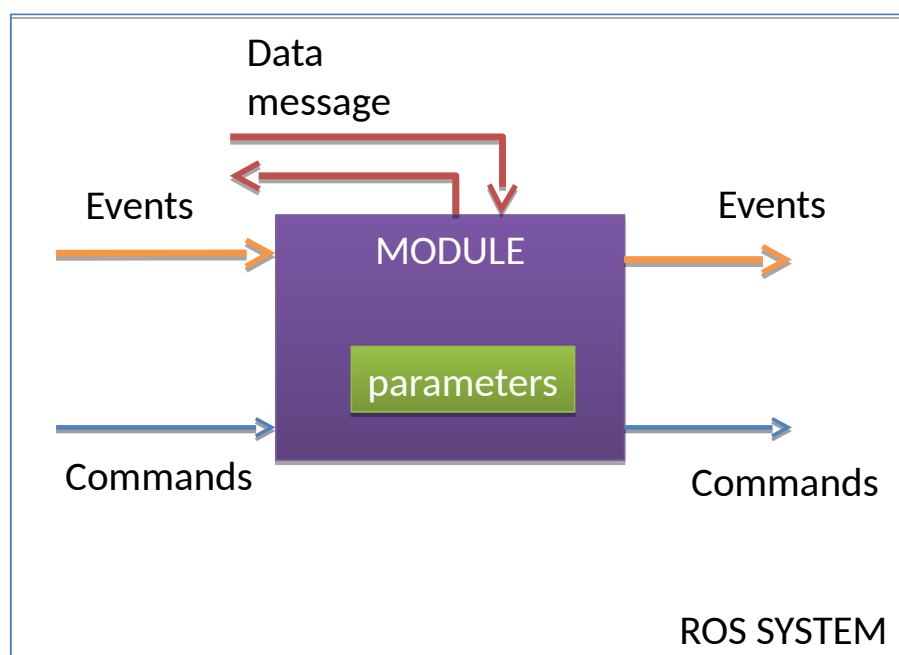 Data
message
Events
Events
MODULE
parameters
Commands
Commands
ROS SYSTEM